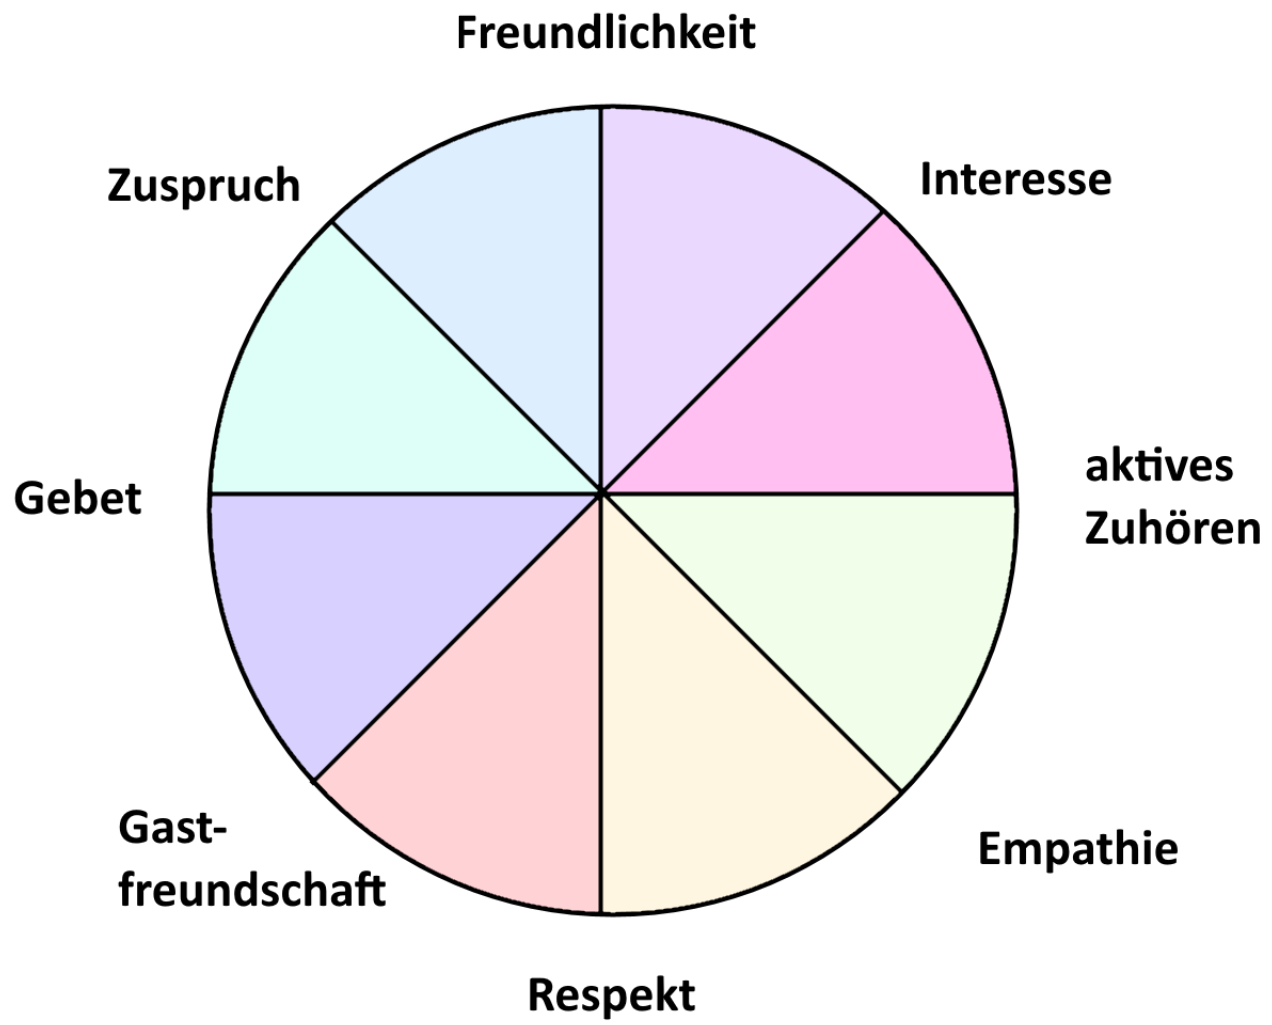 Freundlichkeit
Interesse
aktives
Zuhören
Empathie
Respekt
Gast-
freundschaft
Gebet
Zuspruch